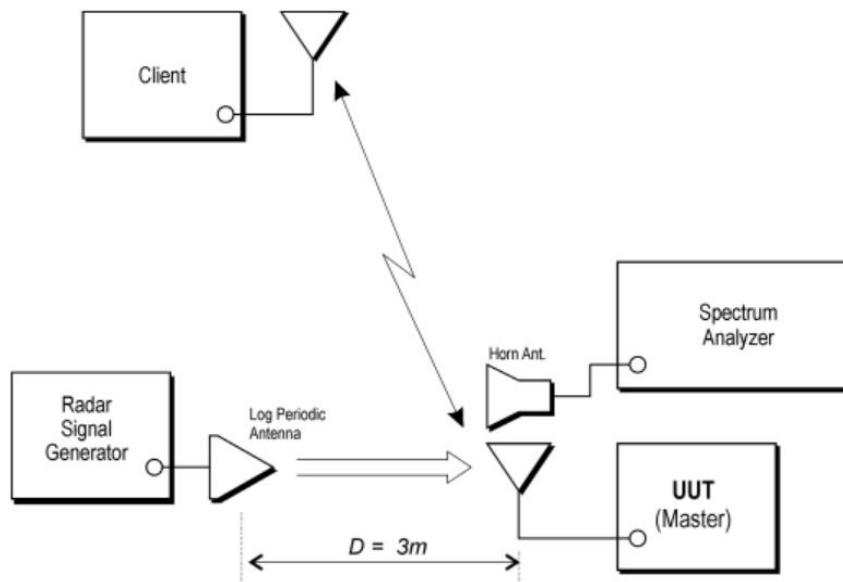 Client
Spectrum
Analyzer
Horn Ant.
Radar
Signal
Generator
Log Periodic
Antenna
UUT
(Master)
D = 3m